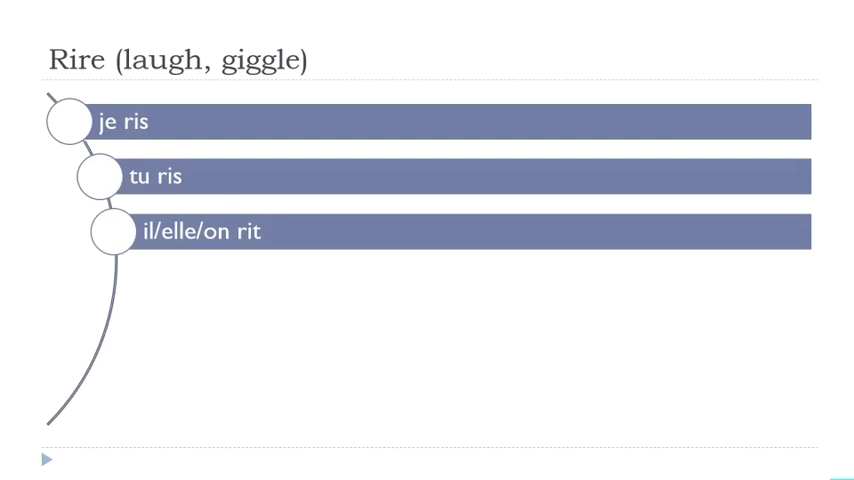 Rire (laugh, giggle)
je ris
tu ris
il/elle/on rit